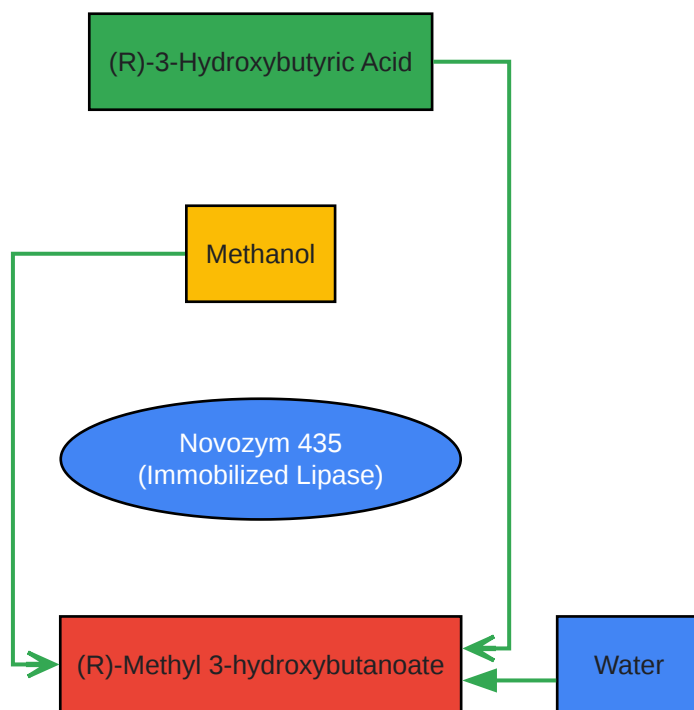 (R)-3-Hydroxybutyric Acid
Methanol
Novozym 435
(Immobilized Lipase)
(R)-Methyl 3-hydroxybutanoate
Water